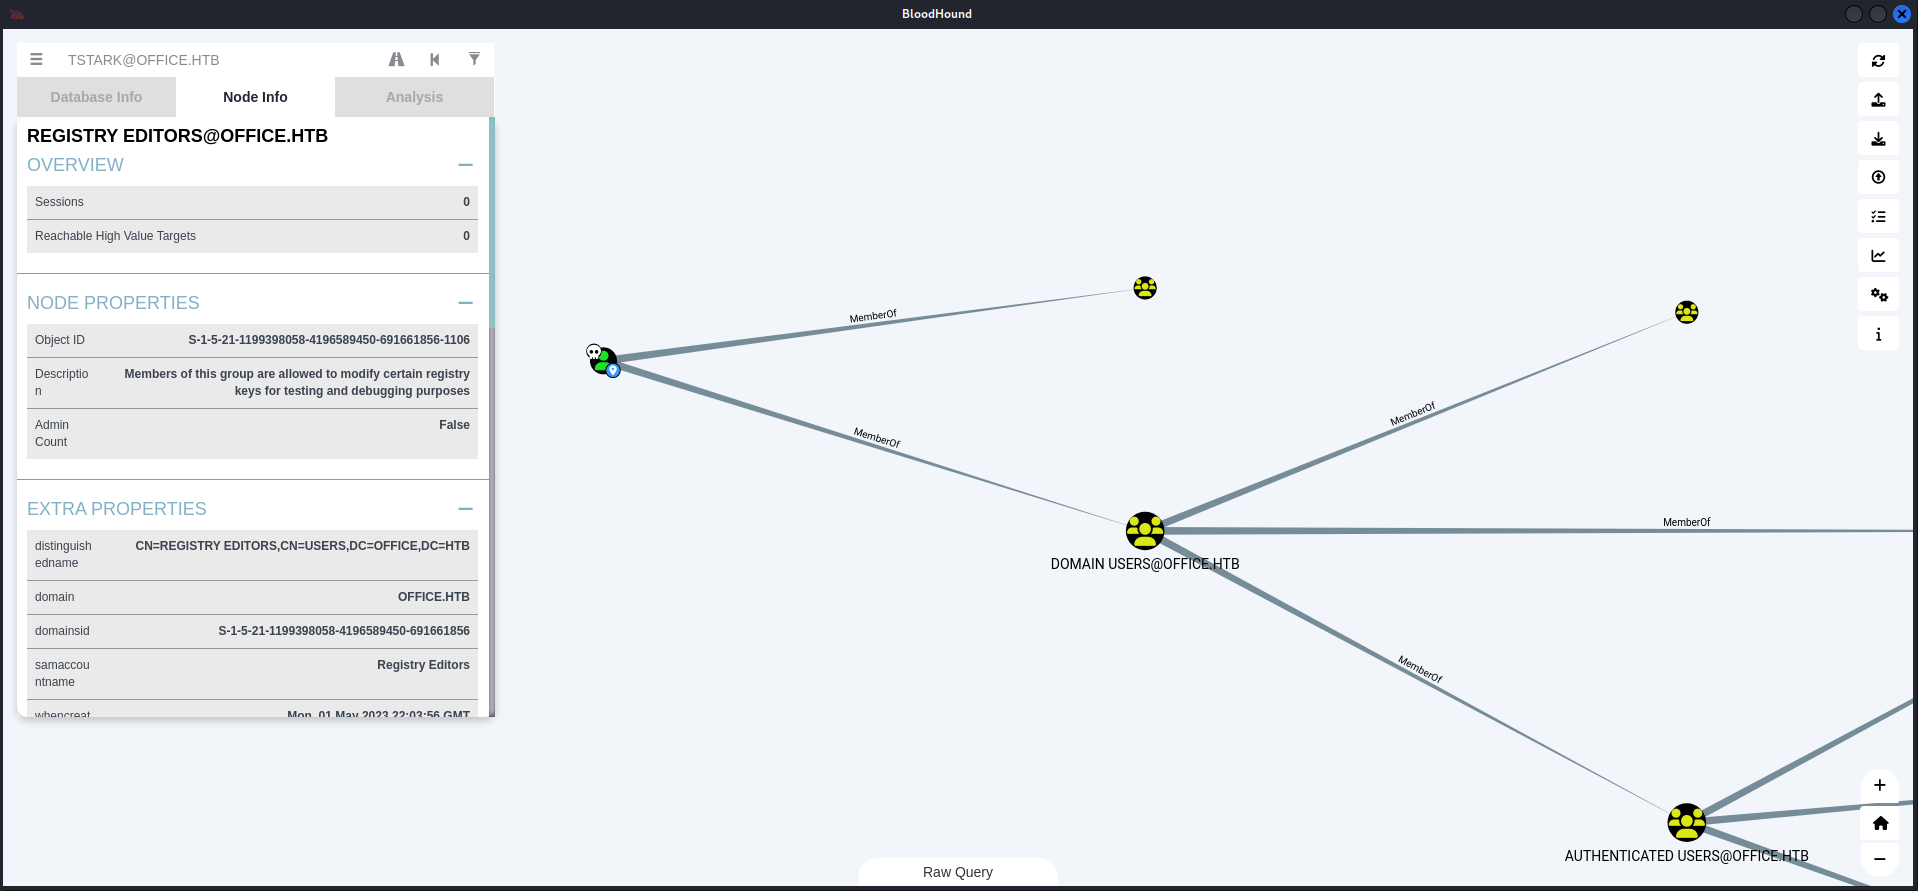 BloodHound
TSTARK@OFFICE.HTB
Database Info
Node Info
Analysis
REGISTRY EDITORS@OFFICE.HTB
OVERVIEW
Sessions 0
Reachable High Value Targets 0
NODE PROPERTIES
Object ID S-1-5-21-1199398058-4196589450-691661856-1106
Descriptio Members of this group are allowed to modify certain registry
n keys for testing and debugging purposes
Admin False
Count
EXTRA PROPERTIES
distinguish CN=REGISTRY EDITORS,CN=USERS,DC=OFFICE,DC=HTB
edname
domain OFFICE.HTB
domainsid S-1-5-21-1199398058-4196589450-691661856
samaccou Registry Editors
ntname
whencreat Mon, 01 May 2023 22:03:56 GMT
MemberOf
MemberOf
MemberOf
MemberOf
DOMAIN USERS@OFFICE.HTB
MemberOf
AUTHENTICATED USERS@OFFICE.HTB
Raw Query